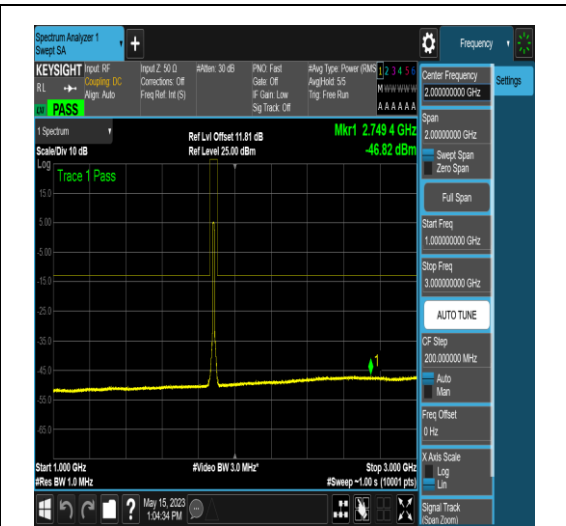 Spectrum Analyzer 1
Swept SA
Frequency
KEYSIGHT
RL
PASS
Input: RF
Coupling: DC
Align: Auto
Input Z: 50 Ω
Corrections: Off
Freq Ref: Int (S)
#Atten: 30 dB
PNO: Fast
Gate: Off
IF Gain: Low
Sig Track: Off
#Avg Type: Power (RMS
Avg|Hold: 5/5
Trig: Free Run
1 2 3 4 5 6
M W W W W W
A A A A A A
1 Spectrum
Scale/Div 10 dB
Ref Lvl Offset 11.81 dB
Ref Level 25.00 dBm
Mkr1 2.749 4 GHz
-46.82 dBm
Log
Trace 1 Pass
15.0
5.00
-5.00
-15.0
-25.0
-35.0
-45.0
-55.0
-65.0
1
Start 1.000 GHz
#Res BW 1.0 MHz
#Video BW 3.0 MHz*
Stop 3.000 GHz
#Sweep ~1.00 s (10001 pts)
May 15, 2023
1:04:34 PM
Center Frequency
2.000000000 GHz
Settings
Span
2.00000000 GHz
Swept Span
Zero Span
Full Span
Start Freq
1.000000000 GHz
Stop Freq
3.000000000 GHz
AUTO TUNE
CF Step
200.000000 MHz
Auto
Man
Freq Offset
0 Hz
X Axis Scale
Log
Lin
Signal Track
(Span Zoom)